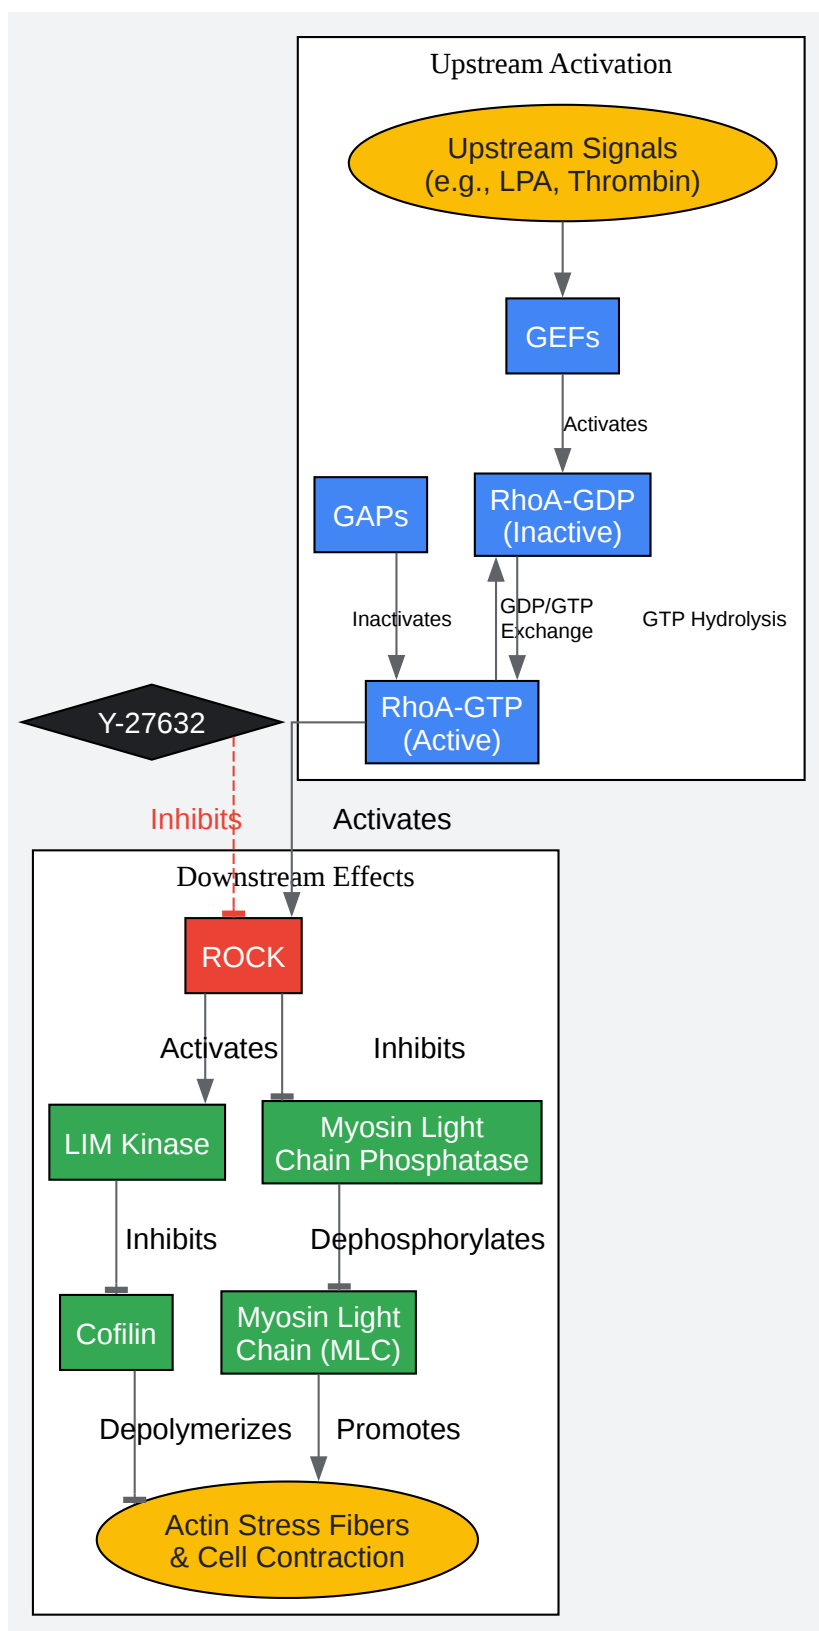 Upstream Activation
Upstream Signals
(e.g., LPA, Thrombin)
GEFs
Activates
GAPs
RhoA-GDP
(Inactive)
Inactivates
GDP/GTP
Exchange
GTP Hydrolysis
Y-27632
RhoA-GTP
(Active)
Inhibits
Activates
Downstream Effects
ROCK
Activates
Inhibits
LIM Kinase
Myosin Light
Chain Phosphatase
Inhibits
Dephosphorylates
Cofilin
Myosin Light
Chain (MLC)
Depolymerizes
Promotes
Actin Stress Fibers
& Cell Contraction